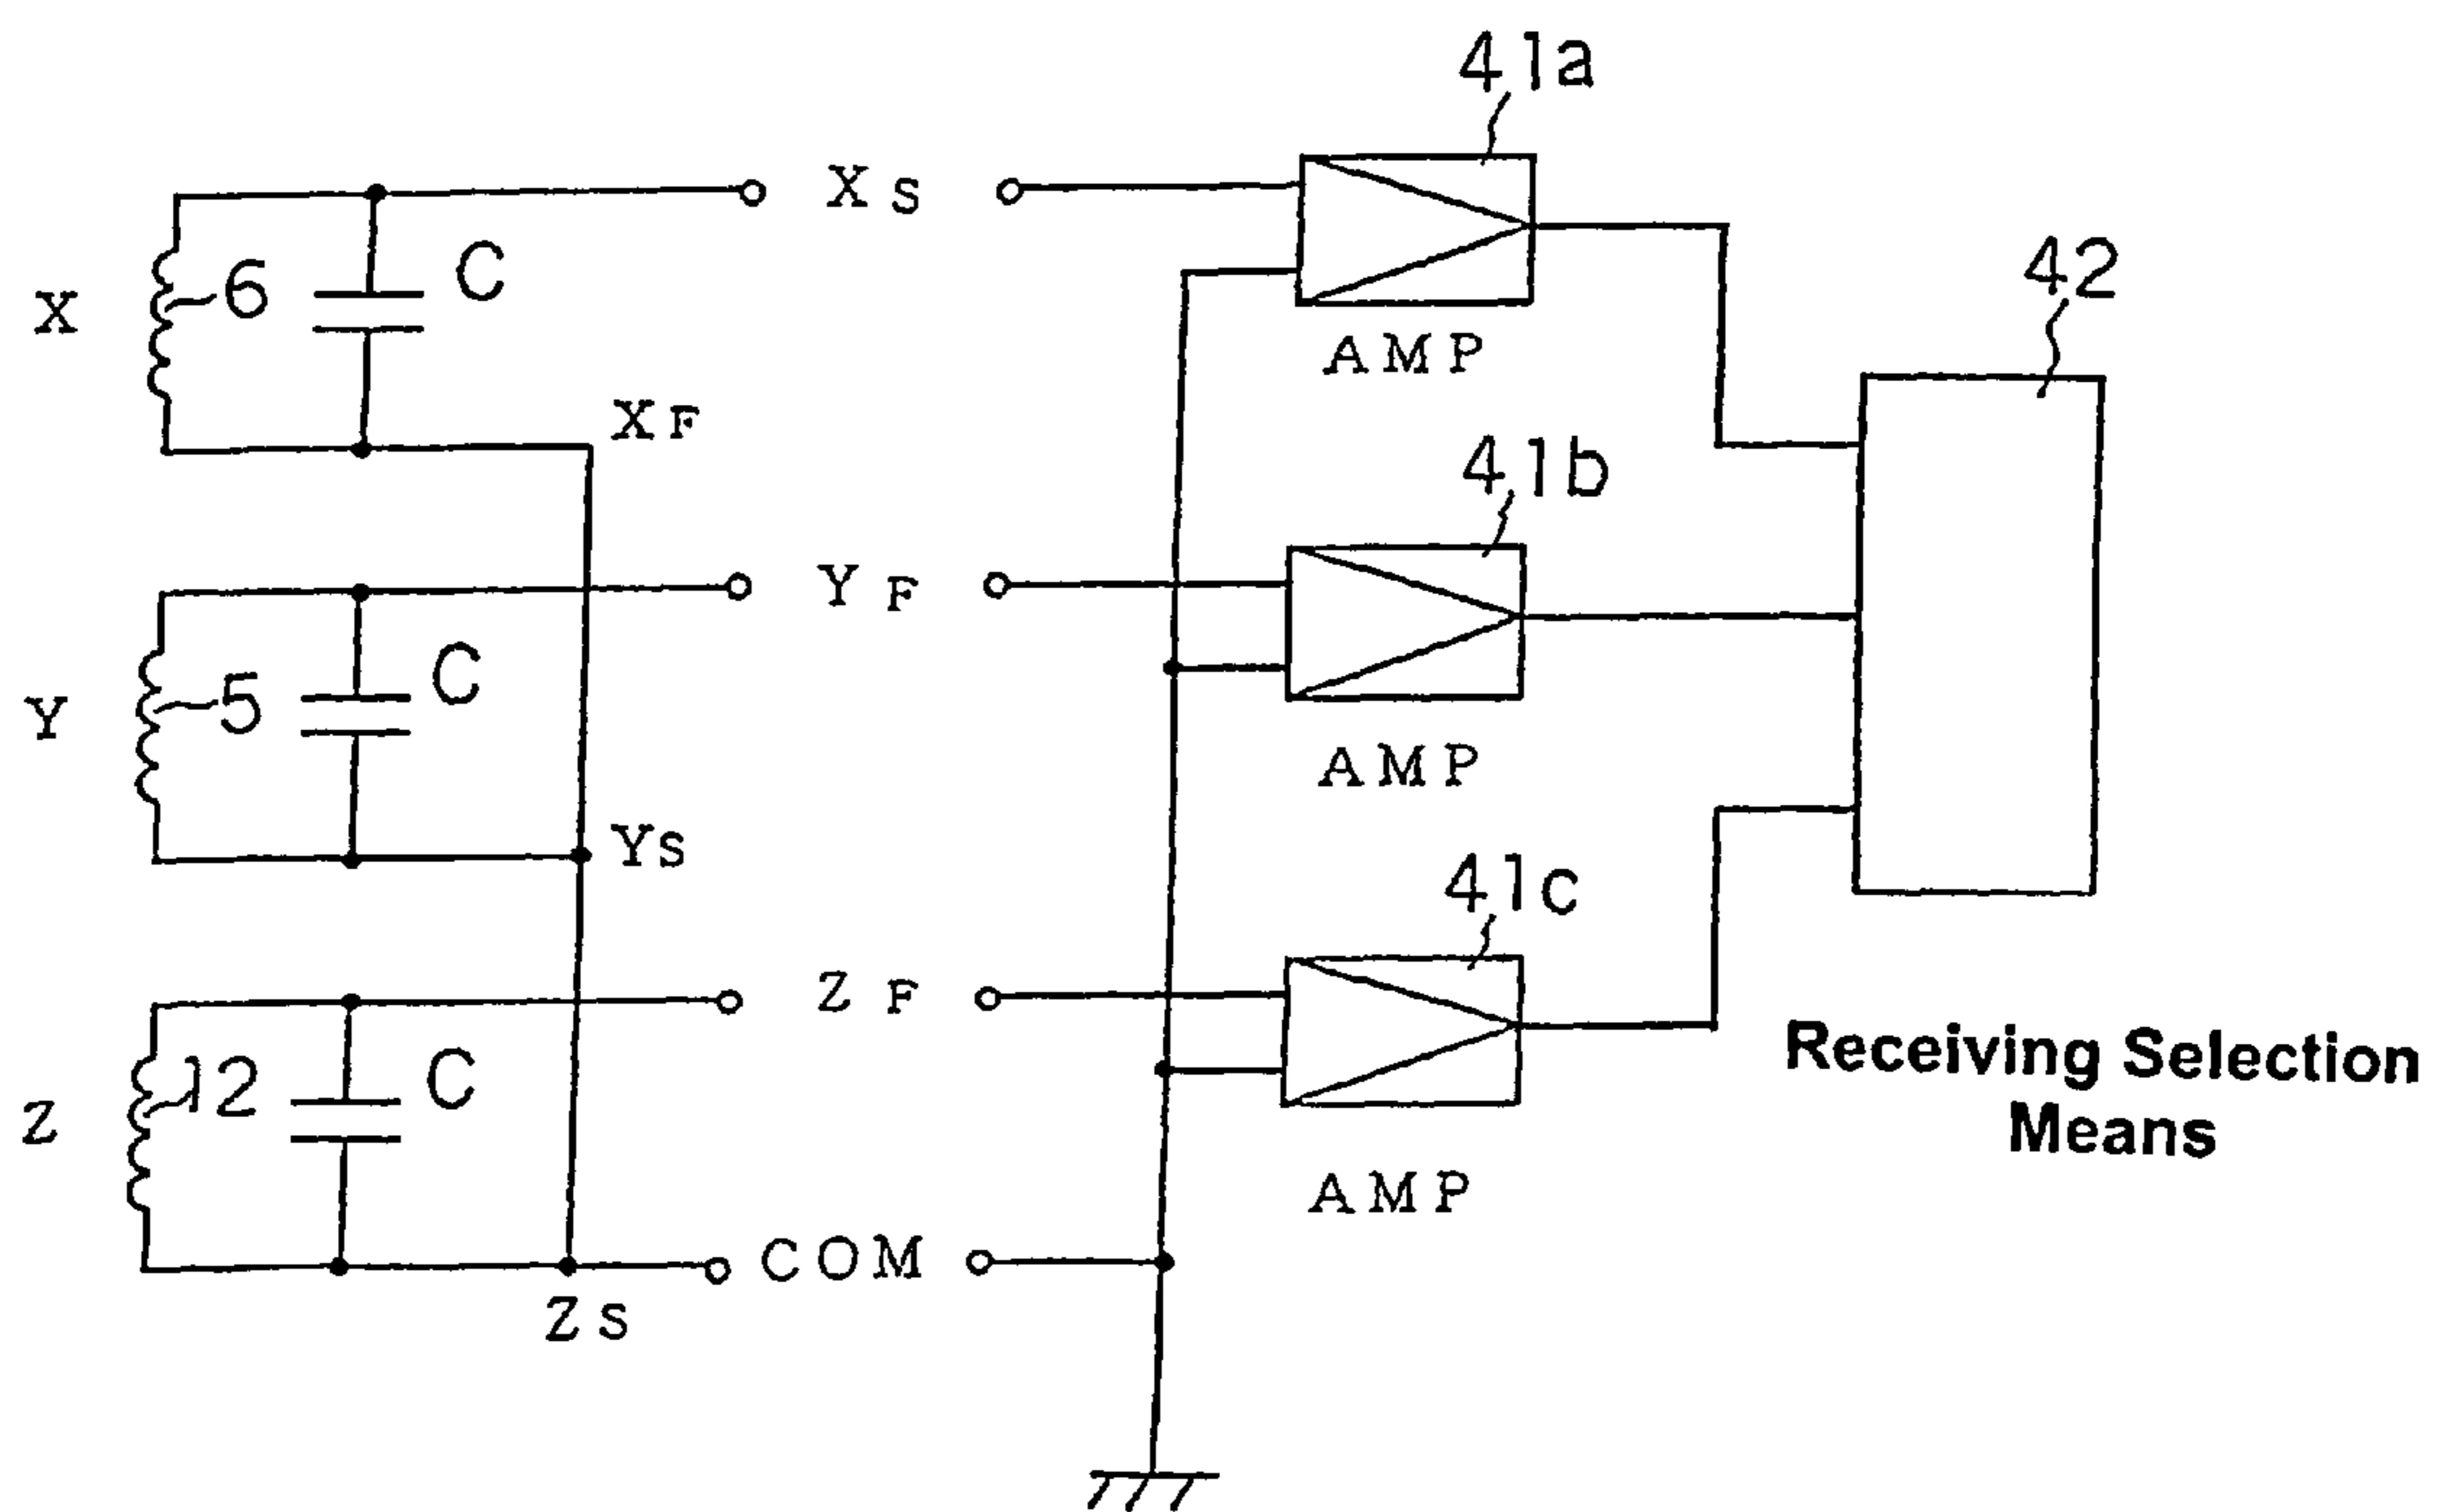 41a
XS
42
6
C
X
AMP
XF
41b
YF
C
5
Y
AMP
YS
41c
ZF
Receiving Selection
Means
12
C
Z
AMP
COM
ZS